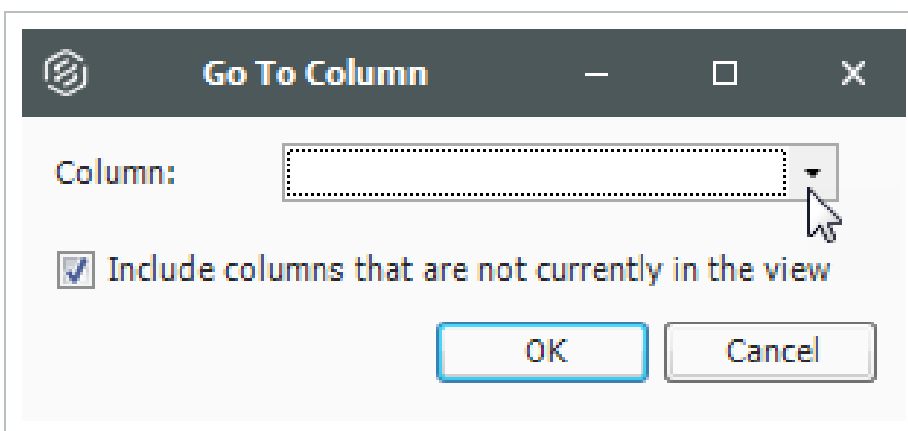 Go To Column
Column:
Include columns that are not currently in the view
OK Cancel